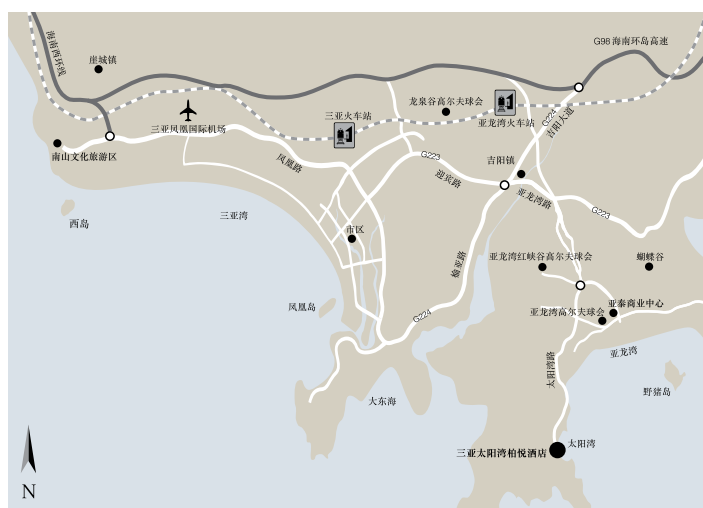 G98 海南环岛高速
海南西环线
崖城镇
龙泉谷高尔夫球会
三亚火车站
亚龙湾火车站
G224
吉阳大道
三亚凤凰国际机场
南山文化旅游区
凤凰路
G223
迎宾路
吉阳镇
亚龙湾路
G223
西岛
三亚湾
市区
榆亚路
亚龙湾红峡谷高尔夫球会
蝴蝶谷
凤凰岛
G224
亚泰商业中心
亚龙湾高尔夫球会
亚龙湾
太阳湾路
野猪岛
大东海
太阳湾
三亚太阳湾柏悦酒店
N